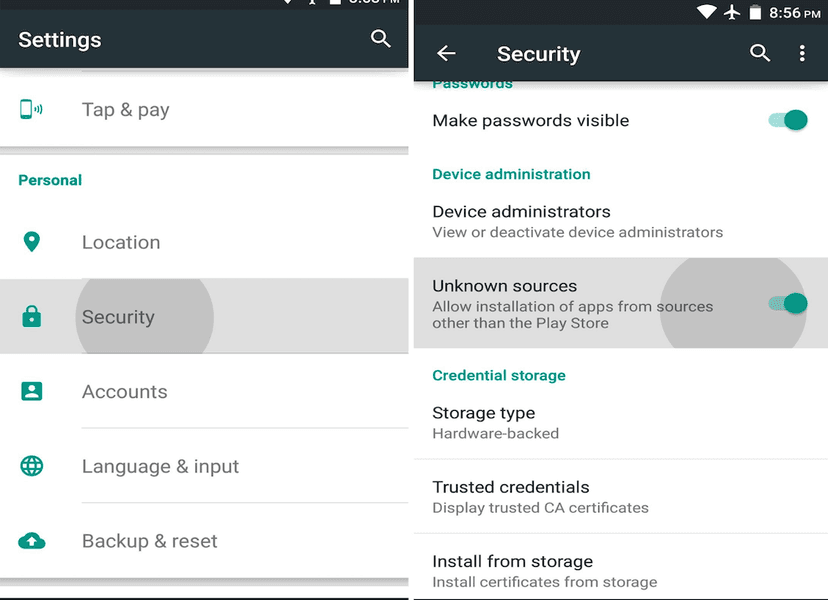 Settings
Tap & pay
Personal
Location
Security
Accounts
Language & input
Backup & reset
8:56 PM
Security
Passwords
Make passwords visible
Device administration
Device administrators
View or deactivate device administrators
Unknown sources
Allow installation of apps from sources
other than the Play Store
Credential storage
Storage type
Hardware-backed
Trusted credentials
Display trusted CA certificates
Install from storage
Install certificates from storage